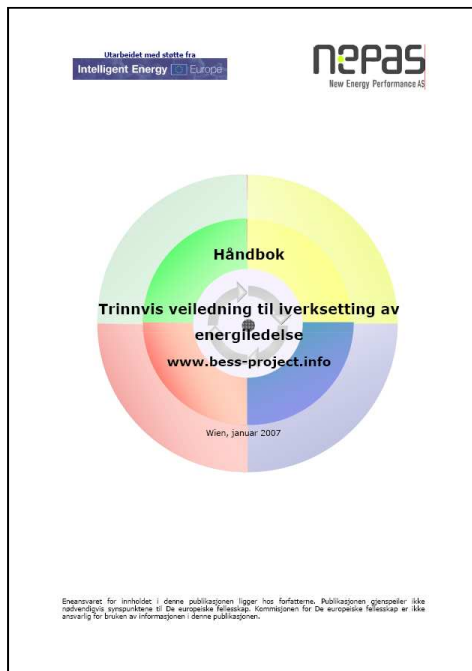 Utarbeidet med støtte fra
Intelligent Energy Europe
nepas
New Energy Performance AS
Håndbok
Trinnvis veiledning til iverksetting av
energiledelse
www.bess-project.info
Wien, januar 2007
Eneansvaret for innholdet i denne publikasjonen ligger hos forfatterne. Publikasjonen gjenspeiler ikke
nødvendigvis synspunktene til De europeiske fellesskap. Kommisjonen for De europeiske fellesskap er ikke
ansvarlig for bruken av informasjonen i denne publikasjonen.